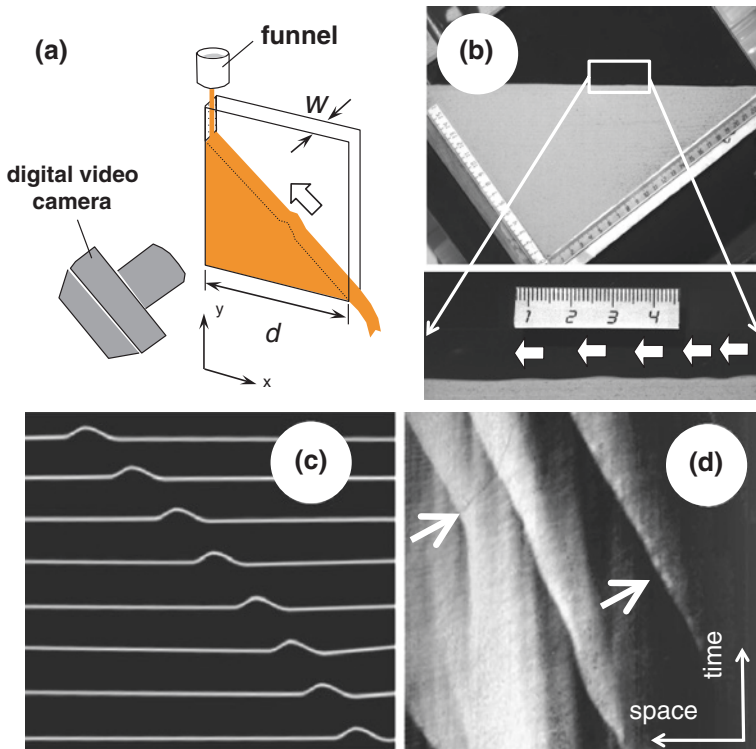 (a)
funnel
W
digital video
camera
d
y
x
(b)
1 2 3 4
(c)
(d)
time
space